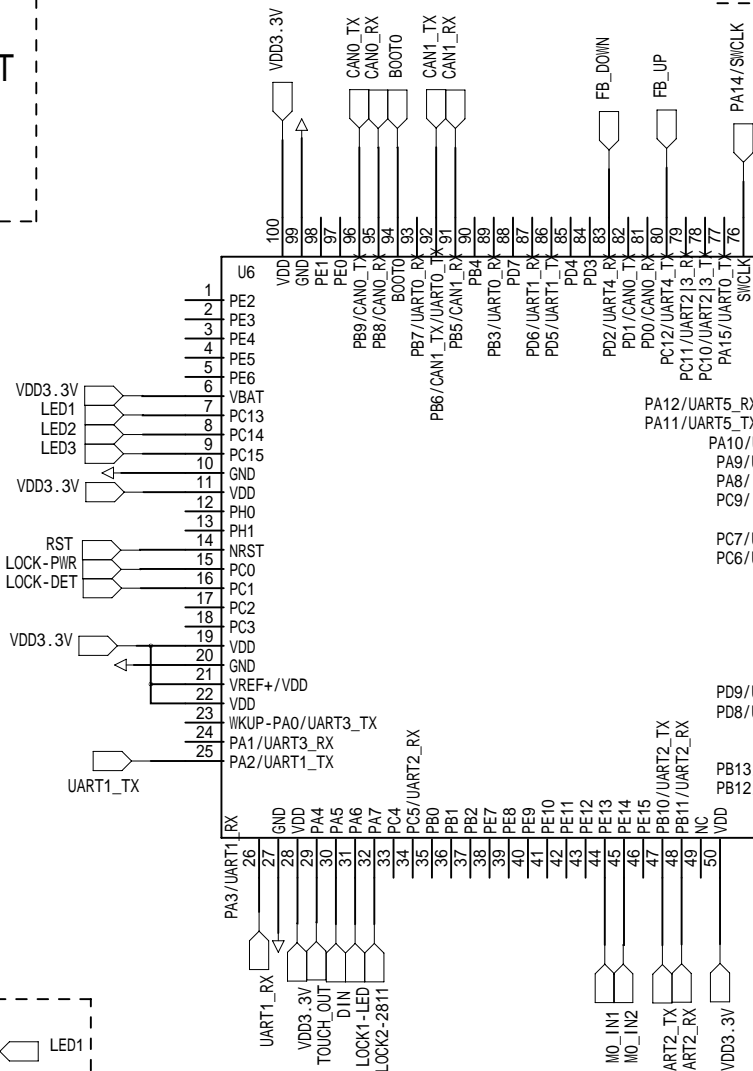 T
VDD3.3V
CAN0_TX
CAN0_RX
BOOT0
CAN1_TX
CAN1_RX
FB_DOWN
FB_UP
PA14/SWCLK
100
99
98
97
96
95
94
93
92
91
90
89
88
87
86
85
84
83
82
81
80
79
78
77
76
U6
VDD
GND
PE1
PE0
PB9/CAN0_TX
PB8/CAN0_RX
BOOT0
PB7/UART0_RX
PB6/CAN1_TX/UART0_TX
PB5/CAN1_RX
PB4
PB3/UART0_RX
PD7
PD6/UART1_RX
PD5/UART1_TX
PD4
PD3
PD2/UART4_RX
PD1/CAN0_TX
PD0/CAN0_RX
PC12/UART4_TX
PC11/UART2|3_RX
PC10/UART2|3_TX
PA15/UART0_TX
SWCLK
1 PE2
2 PE3
3 PE4
4 PE5
5 PE6
VDD3.3V 6 VBAT
LED1 7 PC13
LED2 8 PC14
LED3 9 PC15
10 GND
VDD3.3V 11 VDD
12 PH0
13 PH1
RST 14 NRST
LOCK-PWR 15 PC0
LOCK-DET 16 PC1
17 PC2
18 PC3
VDD3.3V 19 VDD
20 GND
21 VREF+/VDD
22 VDD
23 WKUP-PA0/UART3_TX
24 PA1/UART3_RX
25 PA2/UART1_TX
UART1_TX
PA12/UART5_RX
PA11/UART5_TX
PA10/
PA9/
PA8/
PC9/
PC7/
PC6/
PD9/
PD8/
PB13
PB12
PA3/UART1_RX
GND
VDD
PA4
PA5
PA6
PA7
PC4
PC5/UART2_RX
PB0
PB1
PB2
PE7
PE8
PE9
PE10
PE11
PE12
PE13
PE14
PE15
PB10/UART2_TX
PB11/UART2_RX
NC
VDD
26
27
28
29
30
31
32
33
34
35
36
37
38
39
40
41
42
43
44
45
46
47
48
49
50
UART1_RX
VDD3.3V
TOUCH_OUT
DIN
LOCK1-LED
LOCK2-2811
MO_IN1
MO_IN2
ART2_TX
ART2_RX
VDD3.3V
LED1